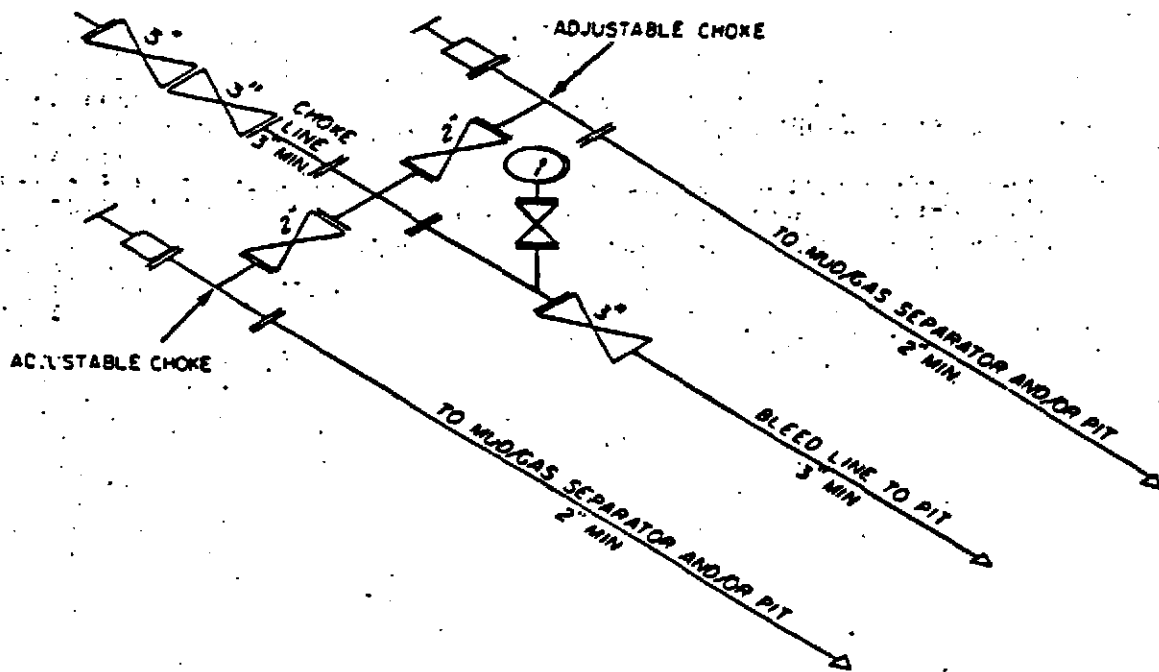 ADJUSTABLE CHOKE
3"
3"
CHOKE
LINE
3" MIN.
2"
2"
ADJUSTABLE CHOKE
3"
TO MUD/GAS SEPARATOR AND/OR PIT
2" MIN.
BLEED LINE TO PIT
3" MIN
TO MUD/GAS SEPARATOR AND/OR PIT
2" MIN